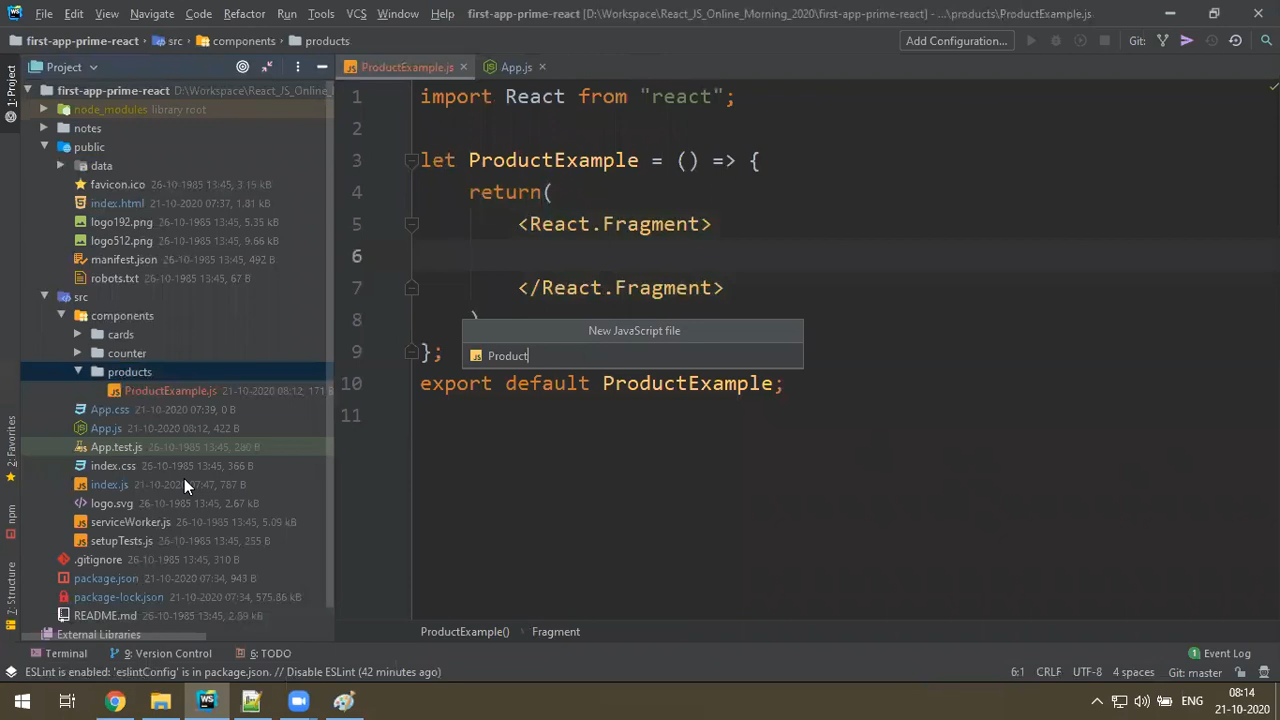 File Edit View Navigate Code Refactor Run Tools VCS Window Help first-app-prime-react [D:\Workspace\React_JS_Online_Morning_2020\first-app-prime-react] - ...\products\ProductExample.js
first-app-prime-react src components products Add Configuration... Git:
1: Project
Project
ProductExample.js
App.js
first-app-prime-react D:\Workspace\React_JS_Online_
node_modules library root
notes
public
data
favicon.ico 26-10-1985 13:45, 3.15 kB
index.html 21-10-2020 07:37, 1.81 kB
logo192.png 26-10-1985 13:45, 5.35 kB
logo512.png 26-10-1985 13:45, 9.66 kB
manifest.json 26-10-1985 13:45, 492 B
robots.txt 26-10-1985 13:45, 67 B
src
components
cards
counter
products
ProductExample.js 21-10-2020 08:12, 171 B
App.css 21-10-2020 07:39, 0 B
App.js 21-10-2020 08:12, 422 B
App.test.js 26-10-1985 13:45, 280 B
index.css 26-10-1985 13:45, 366 B
index.js 21-10-2020 07:47, 787 B
logo.svg 26-10-1985 13:45, 2.67 kB
serviceWorker.js 26-10-1985 13:45, 5.09 kB
setupTests.js 26-10-1985 13:45, 255 B
.gitignore 26-10-1985 13:45, 310 B
package.json 21-10-2020 07:34, 943 B
package-lock.json 21-10-2020 07:34, 575.86 kB
README.md 26-10-1985 13:45, 2.89 kB
External Libraries
2: Favorites
npm
7: Structure
1 import React from "react";
2
3 let ProductExample = () => {
4 return(
5 <React.Fragment>
6
7 </React.Fragment>
8 )
9 };
10 export default ProductExample;
11
New JavaScript file
JS Product
ProductExample() Fragment
Terminal 9: Version Control 6: TODO 1 Event Log
ESLint is enabled: 'eslintConfig' is in package.json. // Disable ESLint (42 minutes ago) 6:1 CRLF UTF-8 4 spaces Git: master
WS
ENG
08:14
21-10-2020